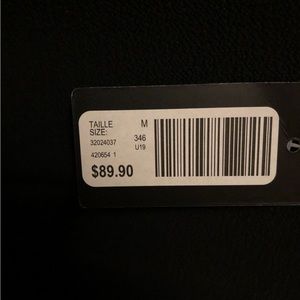 TAILLE M
SIZE:
32024037 346
420654 1 U19
$89.90